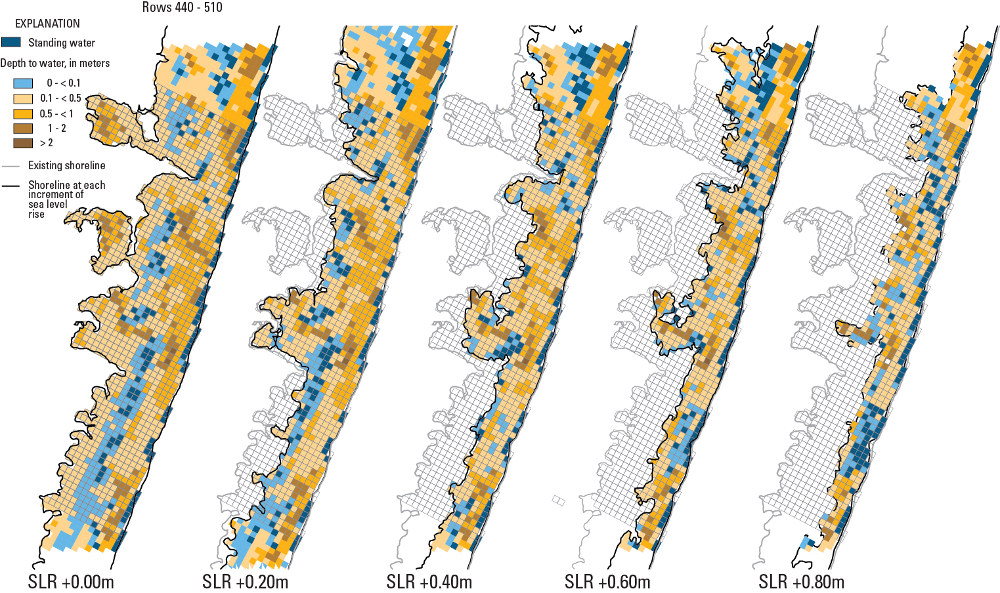 Rows 440 - 510
EXPLANATION
Standing water
Depth to water, in meters
0 - < 0.1
0.1 - < 0.5
0.5 - < 1
1 - 2
> 2
Existing shoreline
Shoreline at each
increment of
sea level
rise
SLR +0.00m
SLR +0.20m
SLR +0.40m
SLR +0.60m
SLR +0.80m